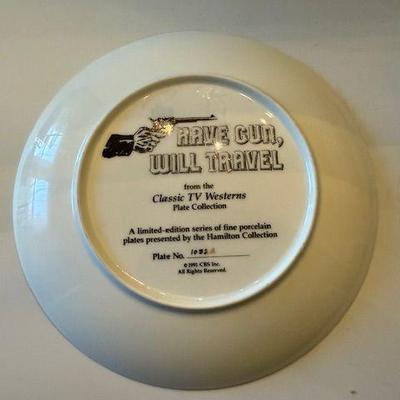 HAVE GUN,
WILL TRAVEL
from the
Classic TV Westerns
Plate Collection
A limited-edition series of fine porcelain
plates presented by the Hamilton Collection
Plate No.
©1991 CBS Inc.
All Rights Reserved.